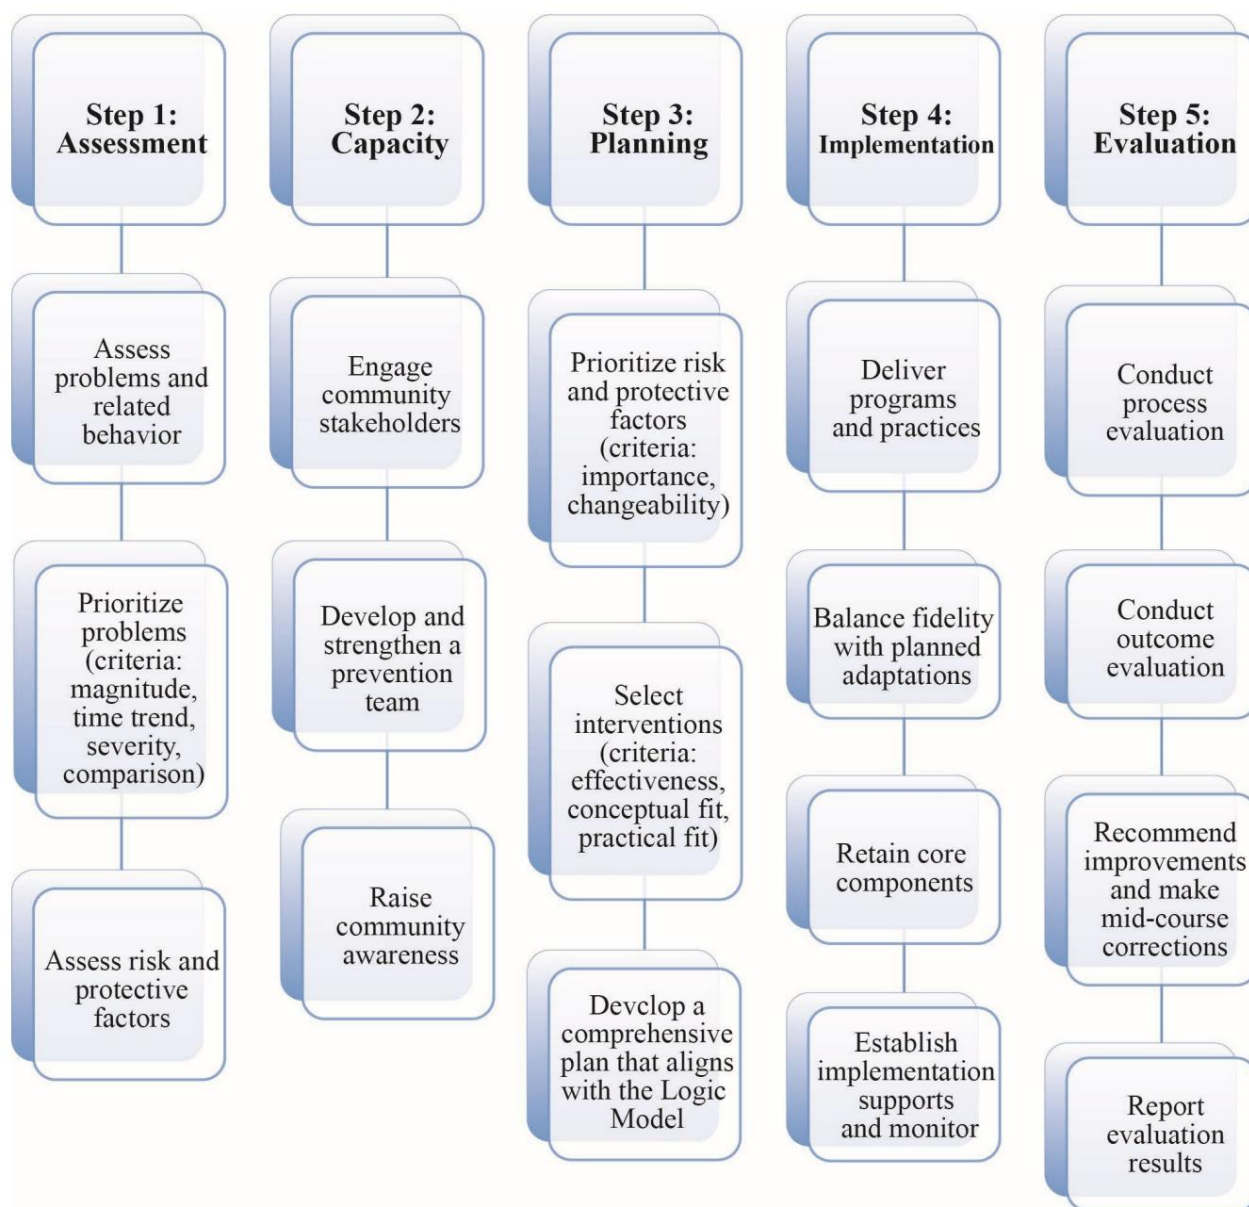 Step 1:
Assessment
Assess
problems and
related
behavior
Prioritize
problems
(criteria:
magnitude,
time trend,
severity,
comparison)
Assess risk and
protective
factors
Step 2:
Capacity
Engage
community
stakeholders
Develop and
strengthen a
prevention
team
Raise
community
awareness
Step 3:
Planning
Prioritize risk
and protective
factors
(criteria:
importance,
changeability)
Select
interventions
(criteria:
effectiveness,
conceptual fit,
practical fit)
Devclop a
comprehensive
plan that aligns
with the Logic
Model
Step 4:
Implementation
Deliver
programs
and practices
Balance fidelity
with planned
adaptations
Retain core
components
Establish
implementation
supports
and monitor
Step 5:
Evaluation
Conduct
process
evaluation
Conduct
outcome
evaluation
Recommend
improvements
and make
mid-course
corrections
Report
evaluation
results